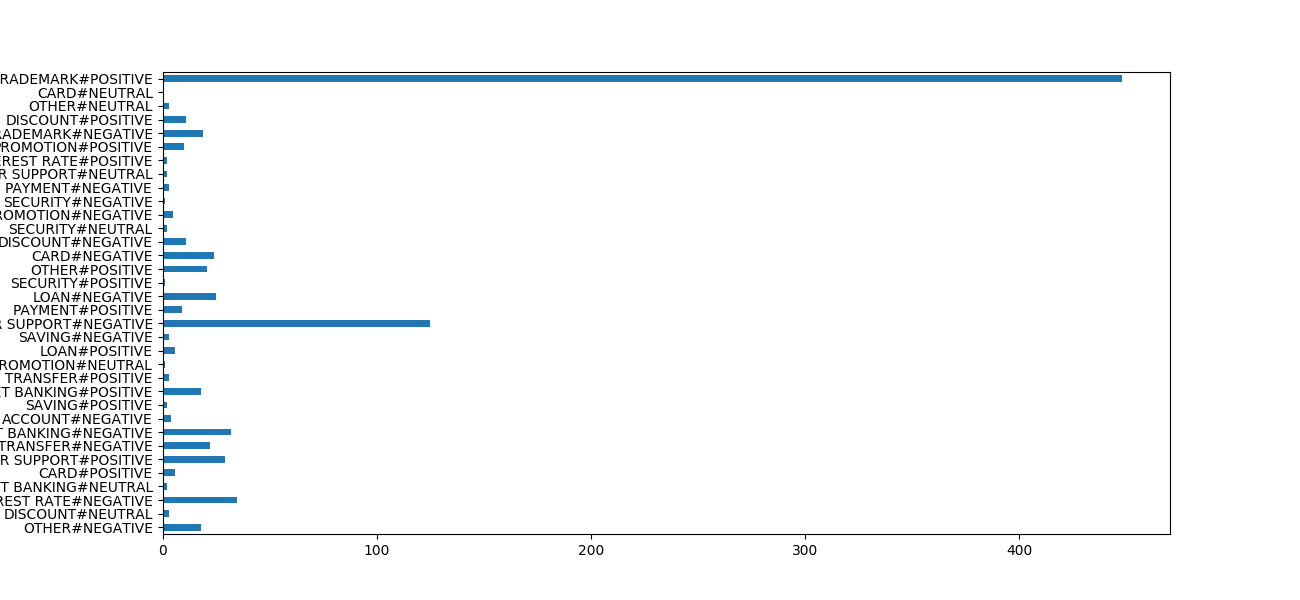 RADEMARK#POSITIVE
CARD#NEUTRAL
OTHER#NEUTRAL
DISCOUNT#POSITIVE
RADEMARK#NEGATIVE
PROMOTION#POSITIVE
EREST RATE#POSITIVE
R SUPPORT#NEUTRAL
PAYMENT#NEGATIVE
SECURITY#NEGATIVE
ROMOTION#NEGATIVE
SECURITY#NEUTRAL
DISCOUNT#NEGATIVE
CARD#NEGATIVE
OTHER#POSITIVE
SECURITY#POSITIVE
LOAN#NEGATIVE
PAYMENT#POSITIVE
R SUPPORT#NEGATIVE
SAVING#NEGATIVE
LOAN#POSITIVE
ROMOTION#NEUTRAL
TRANSFER#POSITIVE
ET BANKING#POSITIVE
SAVING#POSITIVE
ACCOUNT#NEGATIVE
T BANKING#NEGATIVE
TRANSFER#NEGATIVE
R SUPPORT#POSITIVE
CARD#POSITIVE
T BANKING#NEUTRAL
REST RATE#NEGATIVE
DISCOUNT#NEUTRAL
OTHER#NEGATIVE
0 100 200 300 400